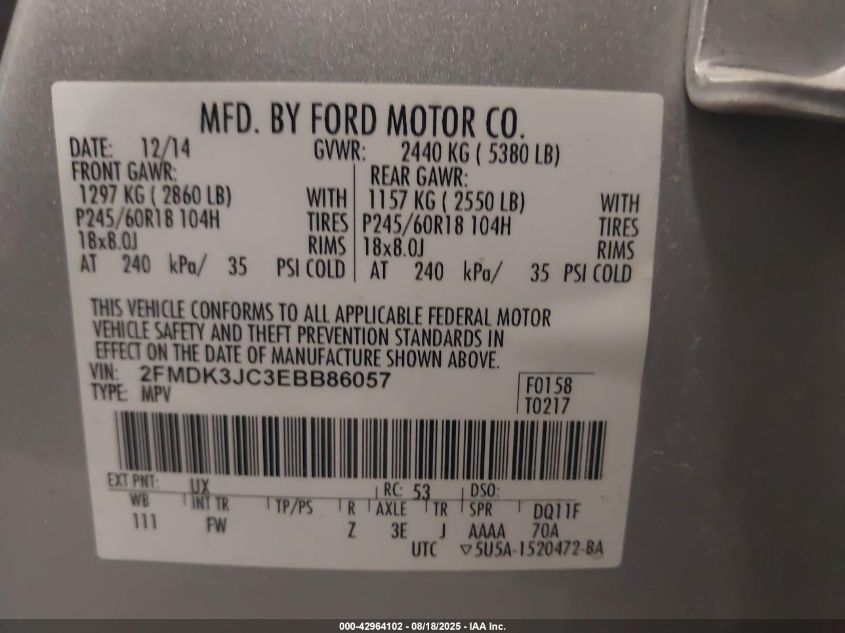 MFD. BY FORD MOTOR CO.
DATE: 12/14 GVWR: 2440 KG ( 5380 LB)
FRONT GAWR: REAR GAWR:
1297 KG ( 2860 LB) WITH 1157 KG ( 2550 LB) WITH
P245/60R18 104H TIRES P245/60R18 104H TIRES
18x8.0J RIMS 18x8.0J RIMS
AT 240 kPa/ 35 PSI COLD AT 240 kPa/ 35 PSI COLD
THIS VEHICLE CONFORMS TO ALL APPLICABLE FEDERAL MOTOR
VEHICLE SAFETY AND THEFT PREVENTION STANDARDS IN
EFFECT ON THE DATE OF MANUFACTURE SHOWN ABOVE.
VIN: 2FMDK3JC3EBB86057
TYPE: MPV
F0158
T0217
EXT PNT: UX RC: 53 DSO:
WB INT TR TP/PS R AXLE TR SPR DQ11F
111 FW Z 3E J AAAA 70A
UTC ▽5U5A-1520472-BA
000-42964102 - 08/18/2025 - IAA Inc.